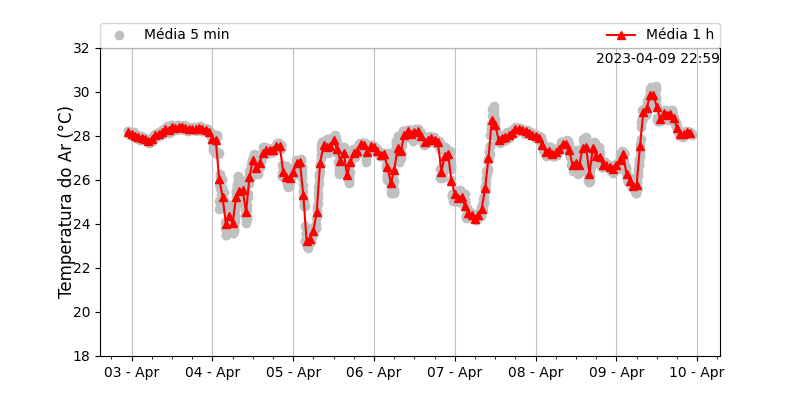 Média 5 min
Média 1 h
2023-04-09 22:59
Temperatura do Ar (°C)
32
30
28
26
24
22
20
18
03 - Apr
04 - Apr
05 - Apr
06 - Apr
07 - Apr
08 - Apr
09 - Apr
10 - Apr